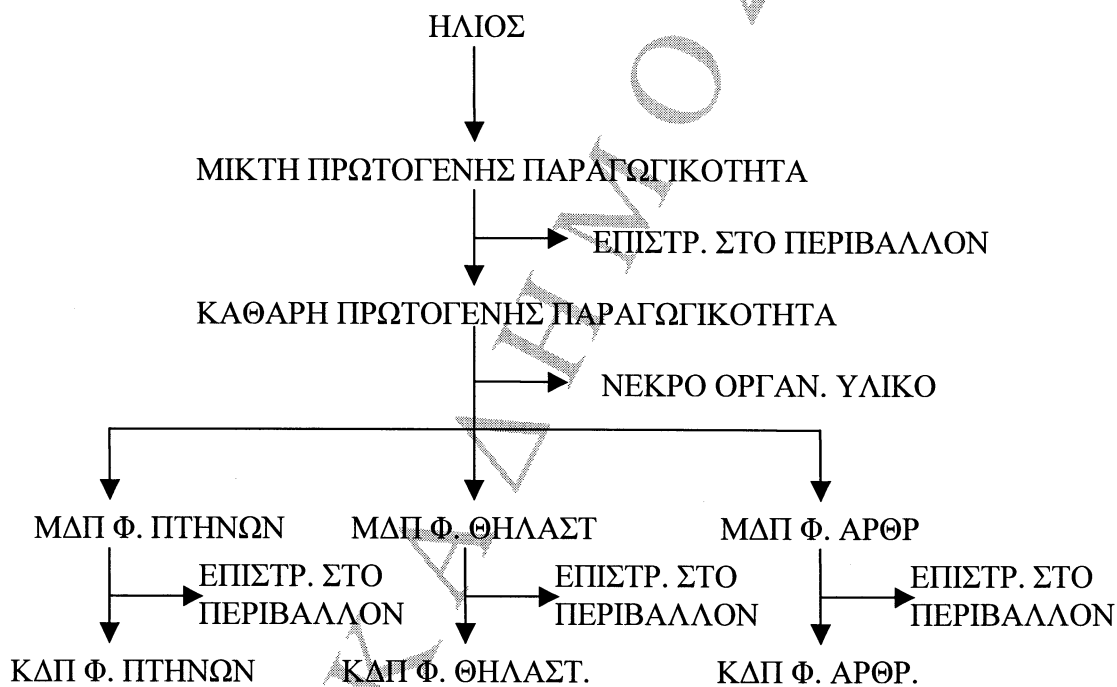 ΗΛΙΟΣ
ΜΙΚΤΗ ΠΡΩΤΟΓΕΝΗΣ ΠΑΡΑΓΩΓΙΚΟΤΗΤΑ
ΕΠΙΣΤΡ. ΣΤΟ ΠΕΡΙΒΑΛΛΟΝ
ΚΑΘΑΡΗ ΠΡΩΤΟΓΕΝΗΣ ΠΑΡΑΓΩΓΙΚΟΤΗΤΑ
ΝΕΚΡΟ ΟΡΓΑΝ. ΥΛΙΚΟ
ΜΔΠ Φ. ΠΤΗΝΩΝ
ΜΔΠ Φ. ΘΗΛΑΣΤ
ΜΔΠ Φ. ΑΡΘΡ
ΕΠΙΣΤΡ. ΣΤΟ
ΠΕΡΙΒΑΛΛΟΝ
ΕΠΙΣΤΡ. ΣΤΟ
ΠΕΡΙΒΑΛΛΟΝ
ΕΠΙΣΤΡ. ΣΤΟ
ΠΕΡΙΒΑΛΛΟΝ
ΚΔΠ Φ. ΠΤΗΝΩΝ
ΚΔΠ Φ. ΘΗΛΑΣΤ.
ΚΔΠ Φ. ΑΡΘΡ.